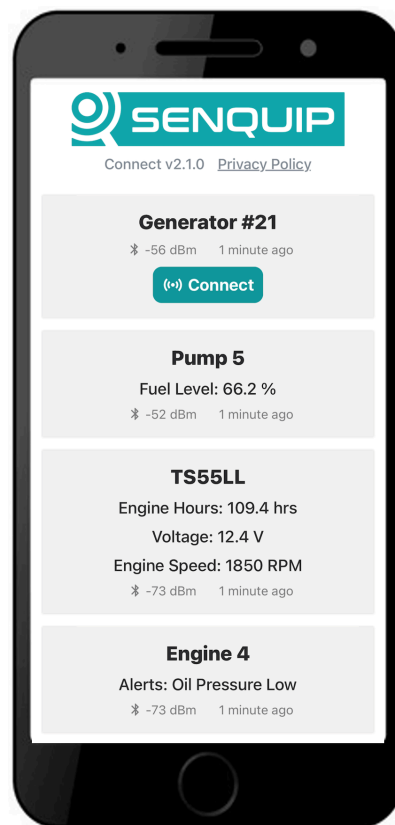 SENQUIP
Connect v2.1.0 Privacy Policy
Generator #21
-56 dBm 1 minute ago
Connect
Pump 5
Fuel Level: 66.2 %
-52 dBm 1 minute ago
TS55LL
Engine Hours: 109.4 hrs
Voltage: 12.4 V
Engine Speed: 1850 RPM
-73 dBm 1 minute ago
Engine 4
Alerts: Oil Pressure Low
-73 dBm 1 minute ago